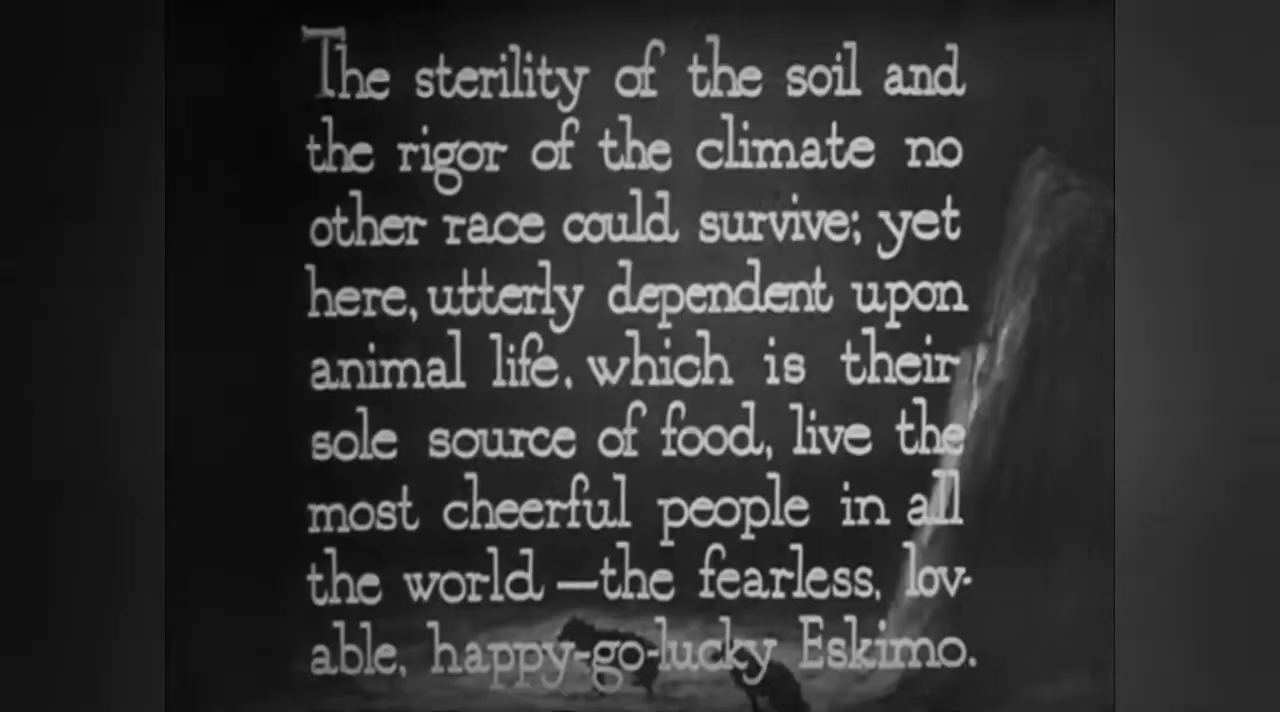 The sterility of the soil and
the rigor of the climate no
other race could survive; yet
here, utterly dependent upon
animal life, which is their
sole source of food, live the
most cheerful people in all
the world—the fearless, lov-
able, happy-go-lucky Eskimo.